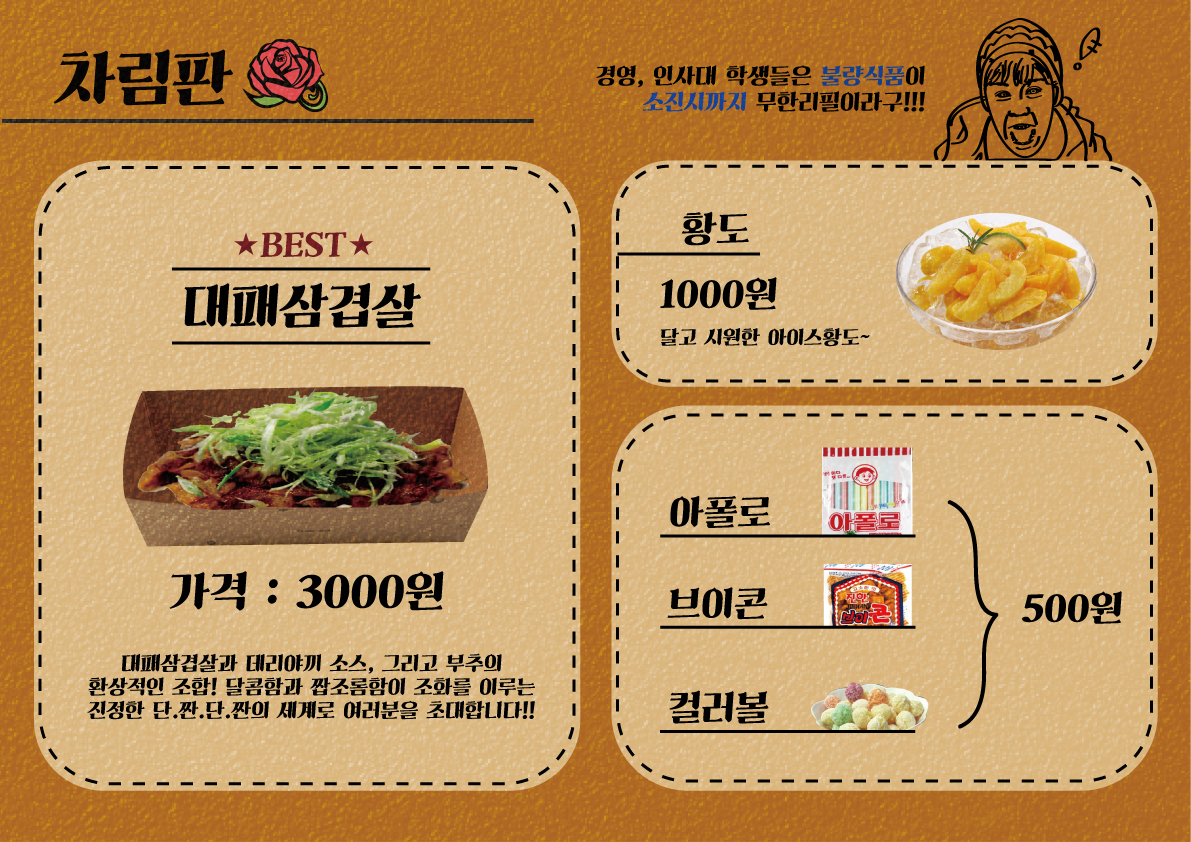 차림판
경영, 인사대 학생들은 불량식품이
소진시까지 무한리필이라구!!!
★BEST★
대패삼겹살
가격 : 3000원
대패삼겹살과 데리야끼 소스, 그리고 부추의
환상적인 조합! 달콤함과 짭조롬함이 조화를 이루는
진정한 단.짠.단.짠의 세계로 여러분을 초대합니다!!
황도
1000원
달고 시원한 아이스황도~
아폴로
아폴로
브이콘
브이콘
컬러볼
500원